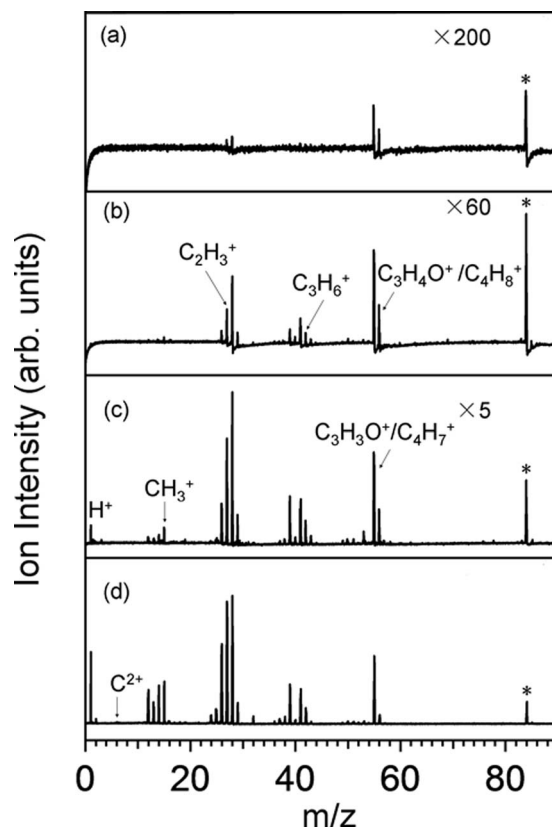 (a)
×200
*
(b)
×60
*
C₂H₃⁺
C₃H₆⁺
C₃H₄O⁺/C₄H₈⁺
(c)
×5
C₃H₃O⁺/C₄H₇⁺
*
H⁺
CH₃⁺
(d)
C²⁺
*
Ion Intensity (arb. units)
0 20 40 60 80
m/z